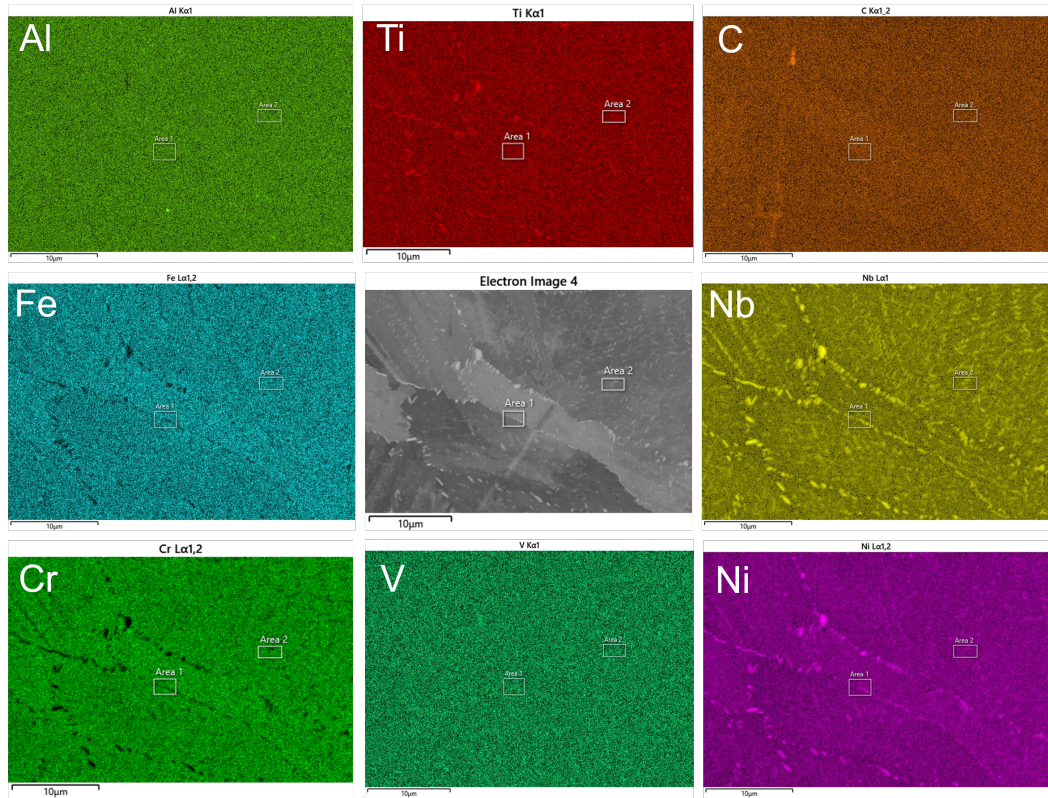 Al Kα1
Al
Area 2
Area 1
10μm
Ti Kα1
Ti
Area 2
Area 1
10μm
C Kα1_2
C
Area 2
Area 1
10μm
Fe Lα1,2
Fe
Area 2
Area 1
10μm
Electron Image 4
Area 2
Area 1
10μm
Nb Lα1
Nb
Area 2
Area 1
10μm
Cr Lα1,2
Cr
Area 2
Area 1
10μm
V Kα1
V
Area 2
Area 1
10μm
Ni Lα1,2
Ni
Area 2
Area 1
10μm